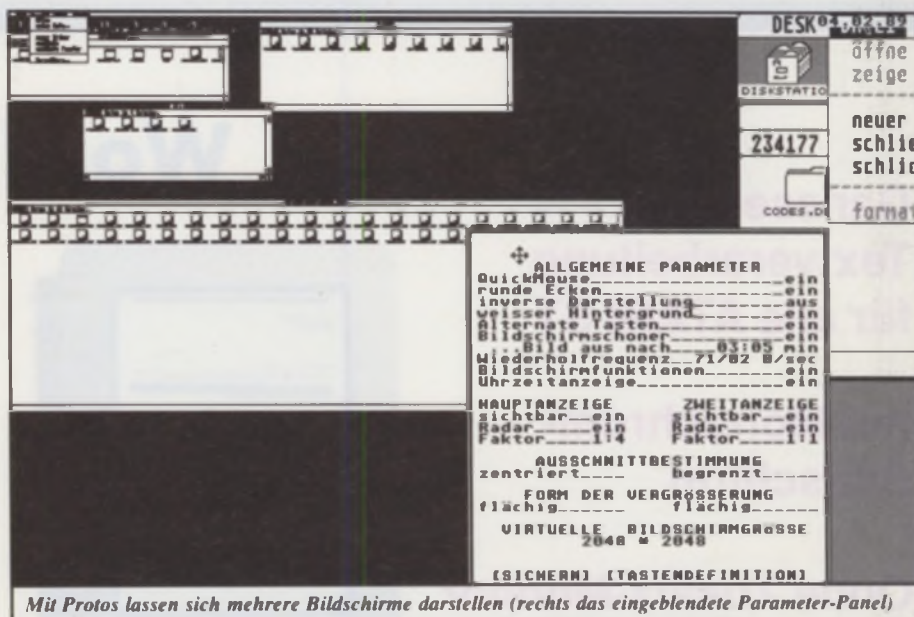 DESK
04.02.89
öffne
zeige
DISKSTATIO
neuer
schlie
schlie
234177
CODES.DE
format
ALLGEMEINE PARAMETER
QuickMouse ein
runde Ecken ein
inverse Darstellung aus
weisser Hintergrund ein
Alternate Tasten ein
Bildschirmschoner ein
...Bild aus nach 03:05 min
Wiederholfrequenz 71/02 B/sec
Bildschirmfunktionen ein
Uhrzeitanzeige ein
HAUPTANZEIGE ZWEITANZEIGE
sichtbar ein sichtbar ein
Radar ein Radar ein
Faktor 1:4 Faktor 1:1
AUSSCHNITTBESTIMMUNG
zentriert begrenzt
FORM DER VERGRÖSSERUNG
flächig flächig
VIRTUELLE BILDSCHIRMGRÖSSE
2048 * 2048
[SICHERN] [TASTENDEFINITION]
Mit Protos lassen sich mehrere Bildschirme darstellen (rechts das eingeblendete Parameter-Panel)